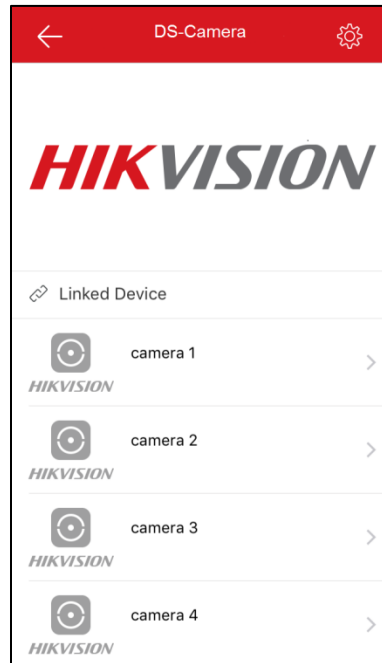 DS-Camera
HIKVISION
Linked Device
camera 1
HIKVISION
camera 2
HIKVISION
camera 3
HIKVISION
camera 4
HIKVISION